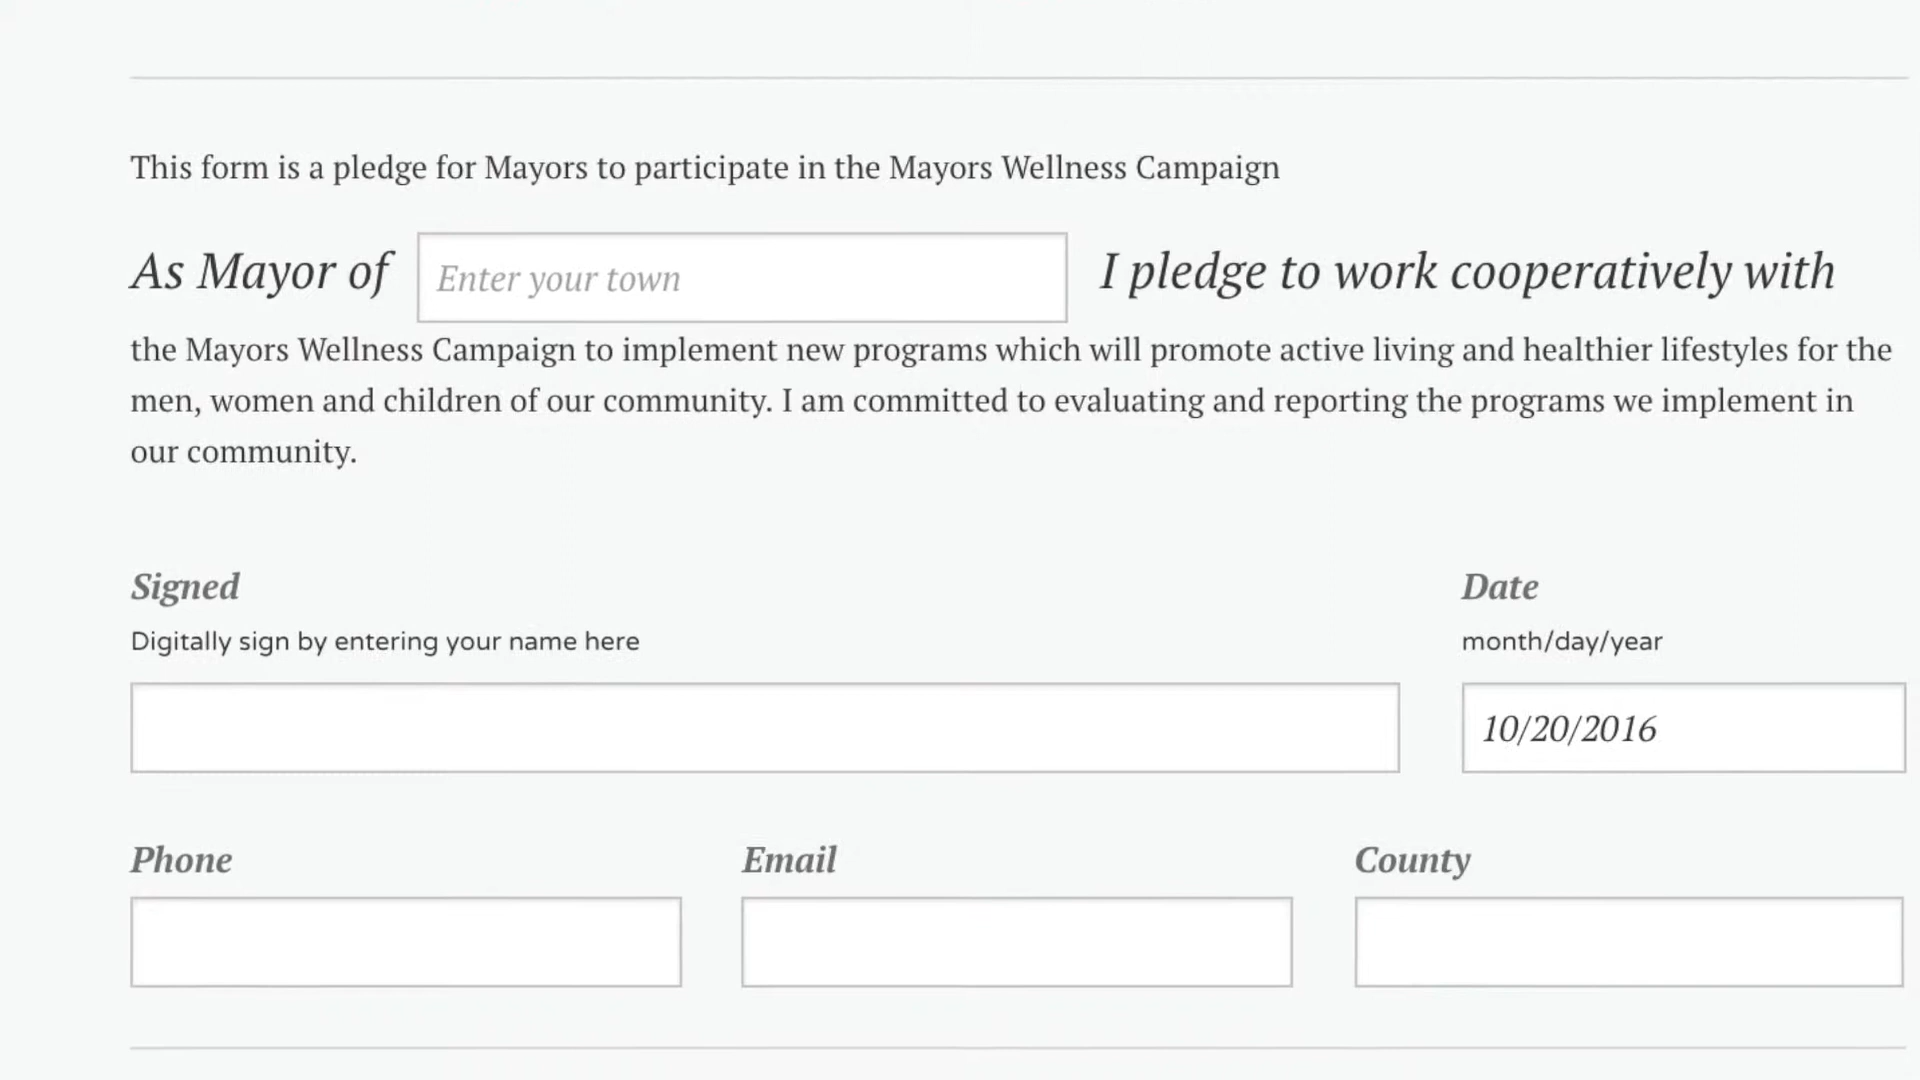 This form is a pledge for Mayors to participate in the Mayors Wellness Campaign
As Mayor of Enter your town I pledge to work cooperatively with
the Mayors Wellness Campaign to implement new programs which will promote active living and healthier lifestyles for the
men, women and children of our community. I am committed to evaluating and reporting the programs we implement in
our community.
Signed Date
Digitally sign by entering your name here month/day/year
10/20/2016
Phone Email County